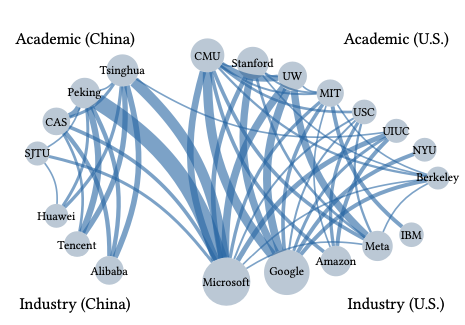 Academic (China)
Academic (U.S.)
CMU
Stanford
Tsinghua
UW
Peking
MIT
USC
CAS
UIUC
SJTU
NYU
Berkeley
Huawei
IBM
Tencent
Meta
Alibaba
Amazon
Google
Microsoft
Industry (China)
Industry (U.S.)